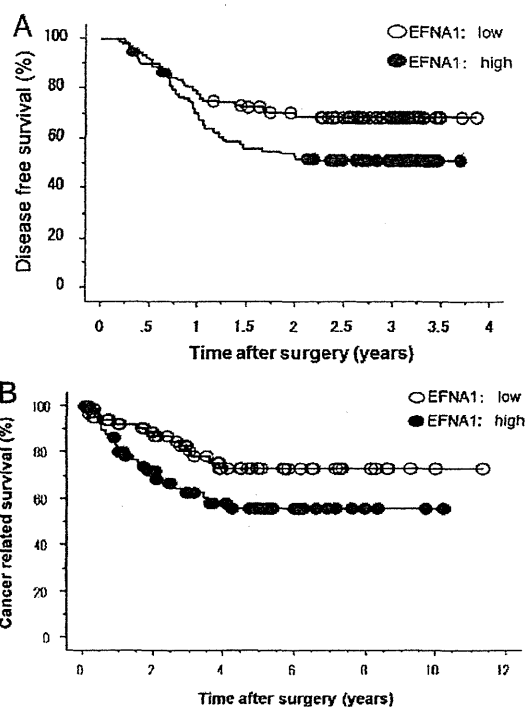 A
Disease free survival (%)
100
80
60
40
20
0
EFNA1: low
EFNA1: high
0
.5
1
1.5
2
2.5
3
3.5
4
Time after surgery (years)
B
Cancer related survival (%)
100
80
60
40
20
0
EFNA1: low
EFNA1: high
0
2
4
6
8
10
12
Time after surgery (years)